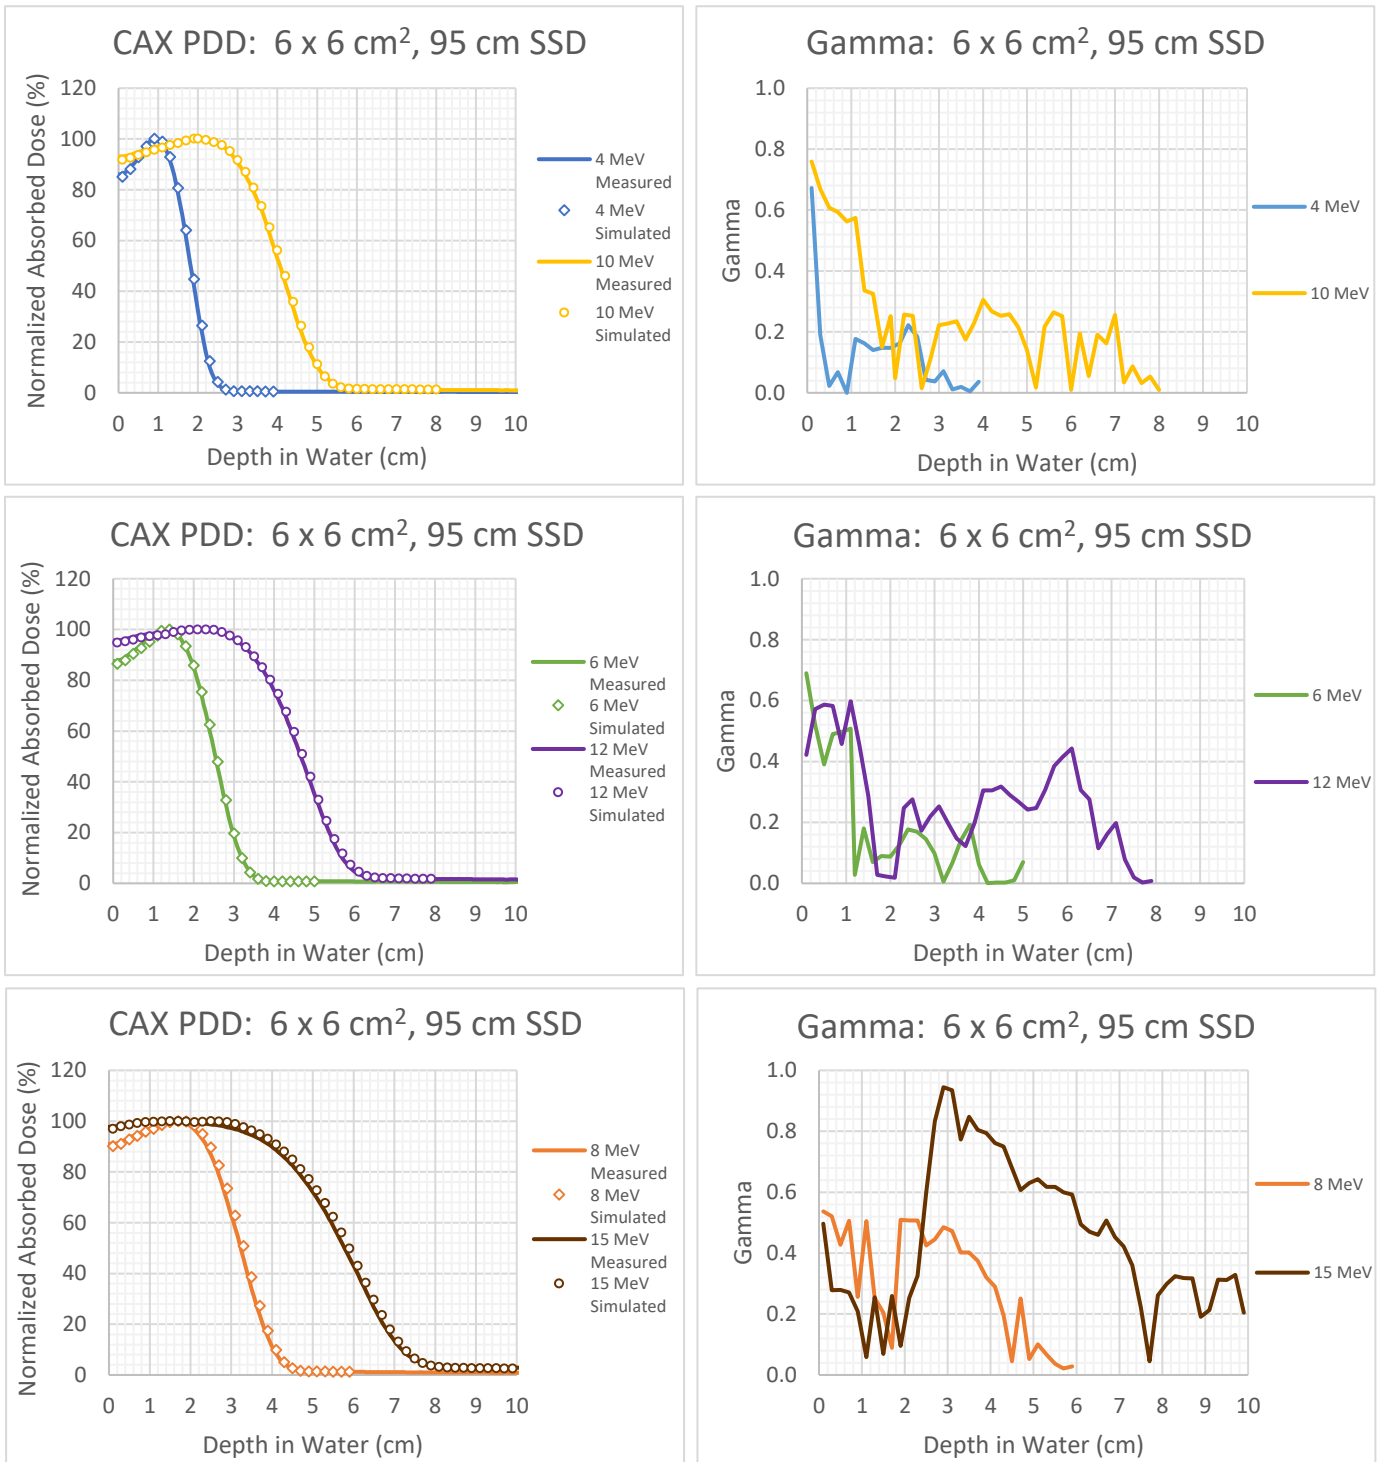 CAX PDD: 6 x 6 cm², 95 cm SSD
Normalized Absorbed Dose (%)
120
100
80
60
40
20
0
0 1 2 3 4 5 6 7 8 9 10
Depth in Water (cm)
4 MeV
Measured
4 MeV
Simulated
10 MeV
Measured
10 MeV
Simulated
Gamma: 6 x 6 cm², 95 cm SSD
Gamma
1.0
0.8
0.6
0.4
0.2
0.0
0 1 2 3 4 5 6 7 8 9 10
Depth in Water (cm)
4 MeV
10 MeV
CAX PDD: 6 x 6 cm², 95 cm SSD
Normalized Absorbed Dose (%)
120
100
80
60
40
20
0
0 1 2 3 4 5 6 7 8 9 10
Depth in Water (cm)
6 MeV
Measured
6 MeV
Simulated
12 MeV
Measured
12 MeV
Simulated
Gamma: 6 x 6 cm², 95 cm SSD
Gamma
1.0
0.8
0.6
0.4
0.2
0.0
0 1 2 3 4 5 6 7 8 9 10
Depth in Water (cm)
6 MeV
12 MeV
CAX PDD: 6 x 6 cm², 95 cm SSD
Normalized Absorbed Dose (%)
120
100
80
60
40
20
0
0 1 2 3 4 5 6 7 8 9 10
Depth in Water (cm)
8 MeV
Measured
8 MeV
Simulated
15 MeV
Measured
15 MeV
Simulated
Gamma: 6 x 6 cm², 95 cm SSD
Gamma
1.0
0.8
0.6
0.4
0.2
0.0
0 1 2 3 4 5 6 7 8 9 10
Depth in Water (cm)
8 MeV
15 MeV